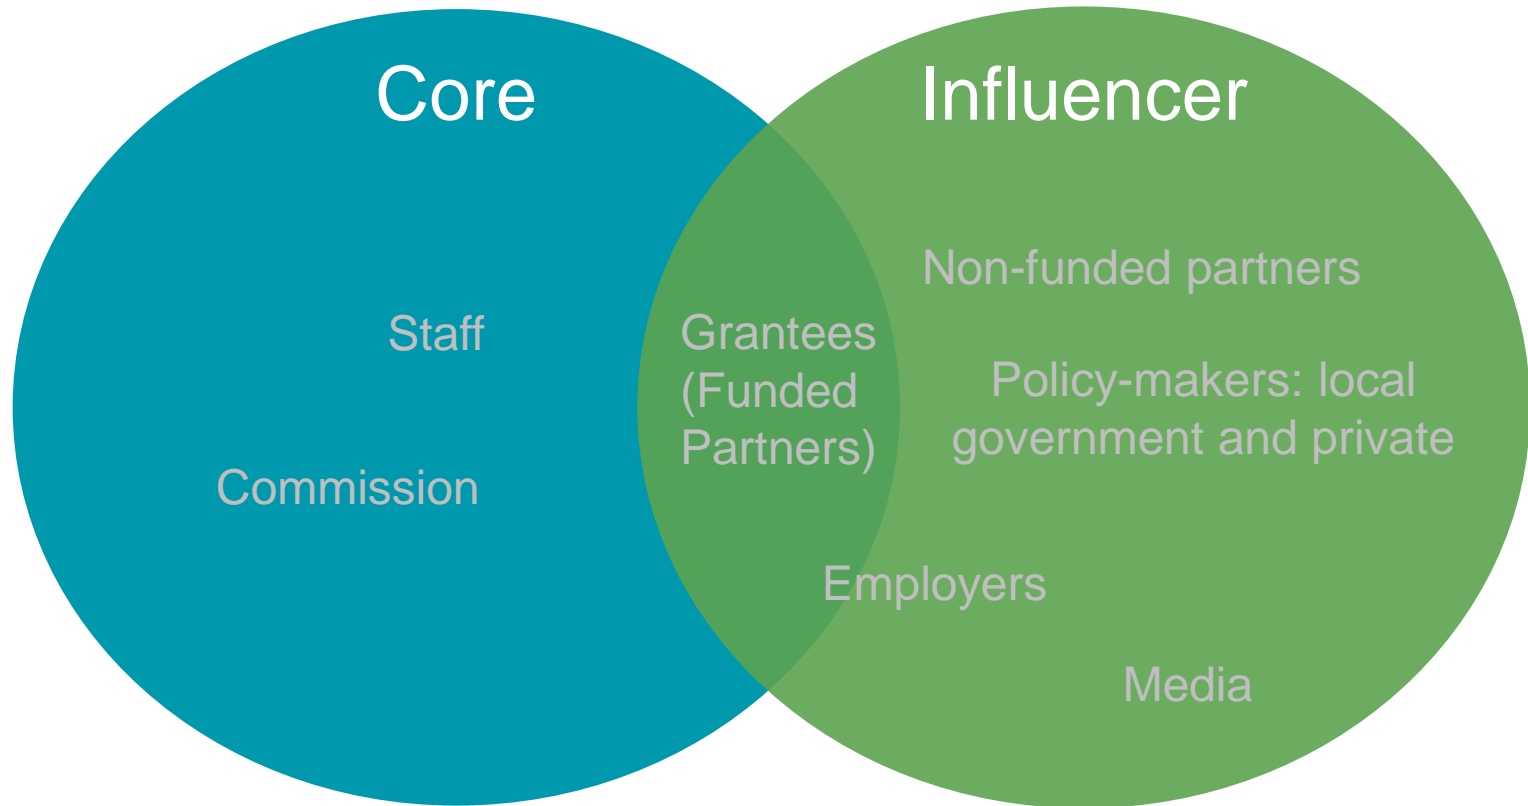 Core
Influencer
Staff
Commission
Grantees
(Funded
Partners)
Non-funded partners
Policy-makers: local
government and private
Employers
Media